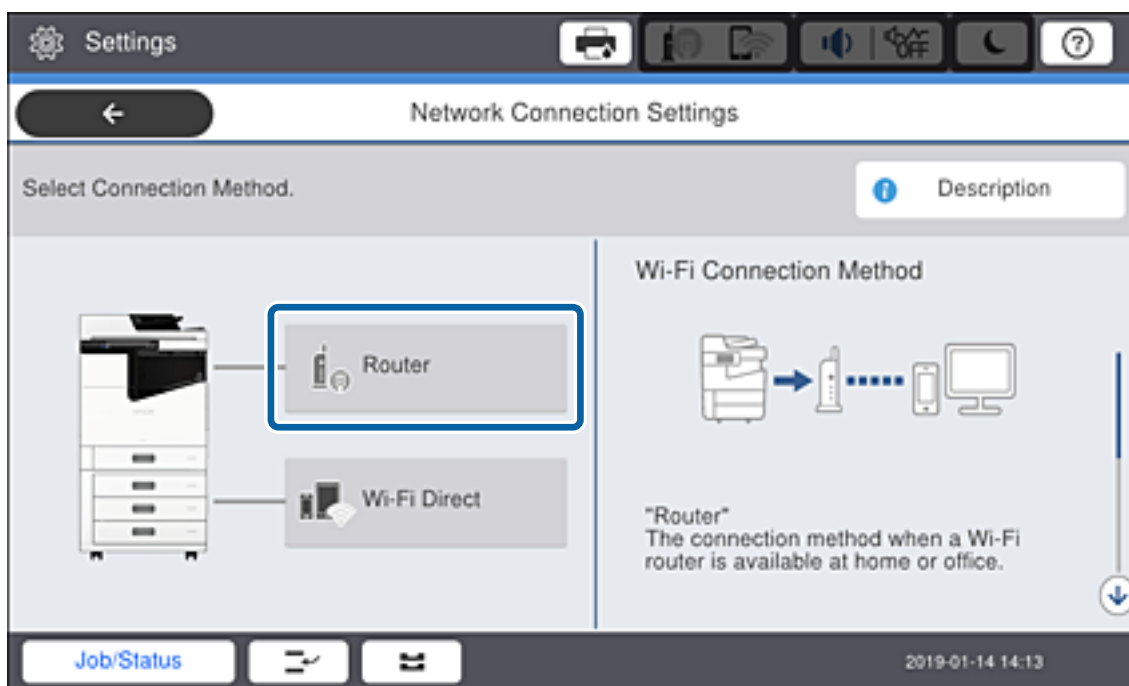 Settings
OFF
?
Network Connection Settings
Select Connection Method.
i Description
Wi-Fi Connection Method
Router
Wi-Fi Direct
"Router"
The connection method when a Wi-Fi
router is available at home or office.
Job/Status
2019-01-14 14:13